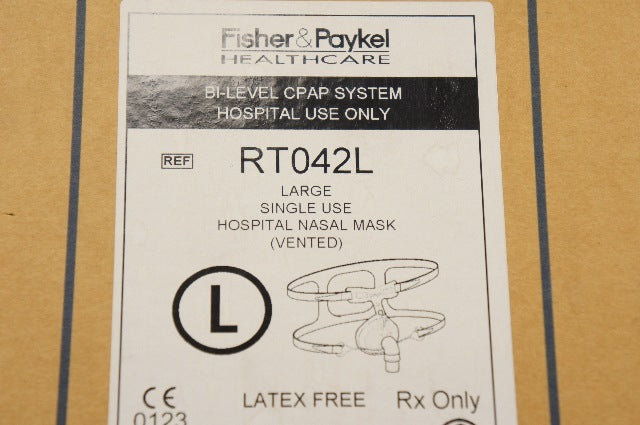 Fisher & Paykel
HEALTHCARE
BI-LEVEL CPAP SYSTEM
HOSPITAL USE ONLY
REF RT042L
LARGE
SINGLE USE
HOSPITAL NASAL MASK
(VENTED)
L
CE LATEX FREE Rx Only
0123